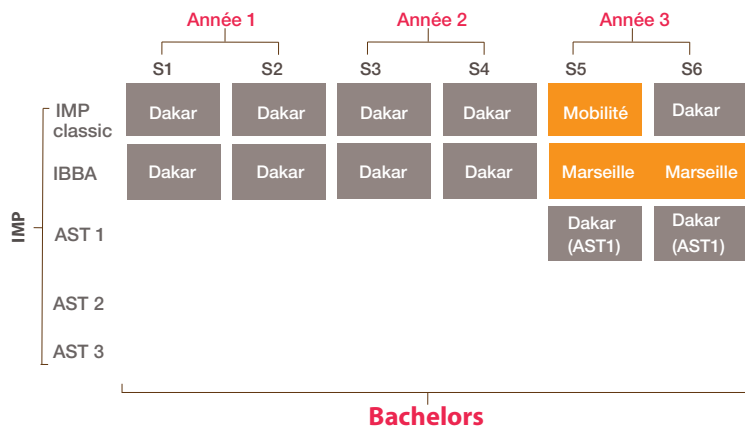 Année 1 Année 2 Année 3
S1 S2 S3 S4 S5 S6
IMP
classic
Dakar Dakar Dakar Dakar Mobilité Dakar
IBBA Dakar Dakar Dakar Dakar Marseille Marseille
IMP
AST 1
Dakar
(AST1)
Dakar
(AST1)
AST 2
AST 3
Bachelors